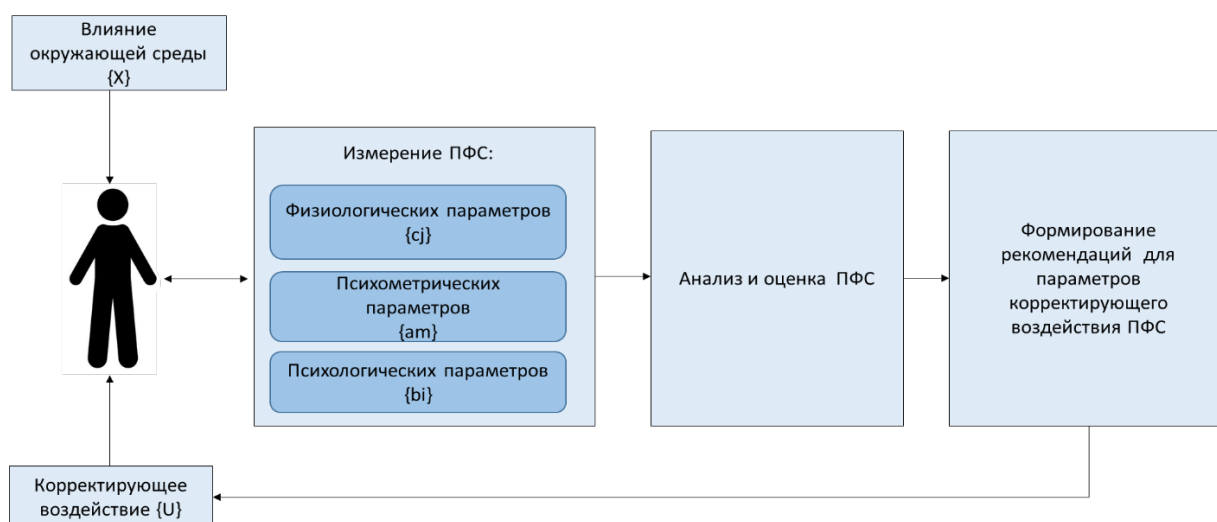 Влияние
окружающей среды
{X}
Измерение ПФС:
Физиологических параметров
{cj}
Психометрических
параметров
{am}
Психологических параметров
{bi}
Анализ и оценка ПФС
Формирование
рекомендаций для
параметров
корректирующего
воздействия ПФС
Корректирующее
воздействие {U}